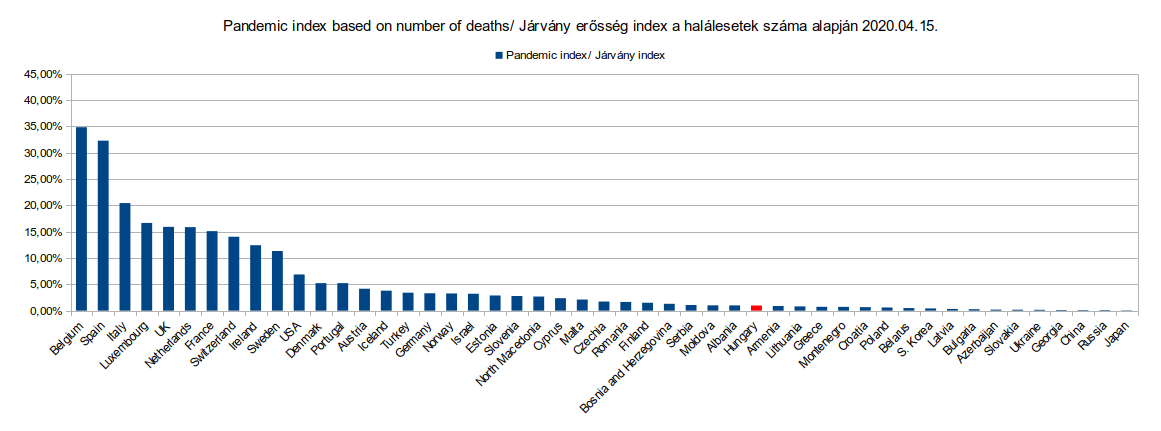 Pandemic index based on number of deaths/ Járvány erősség index a halálesetek száma alapján 2020.04.15.
Pandemic index/ Járvány index
45,00%
40,00%
35,00%
30,00%
25,00%
20,00%
15,00%
10,00%
5,00%
0,00%
Belgium
Spain
Italy
Luxembourg
UK
Netherlands
France
Switzerland
Ireland
Sweden
USA
Denmark
Portugal
Austria
Iceland
Turkey
Germany
Norway
Israel
Estonia
Slovenia
North Macedonia
Cyprus
Malta
Czechia
Romania
Finland
Bosnia and Herzegovina
Serbia
Moldova
Albania
Hungary
Armenia
Lithuania
Greece
Montenegro
Croatia
Poland
Belarus
S. Korea
Latvia
Bulgaria
Azerbaijan
Slovakia
Ukraine
Georgia
China
Russia
Japan